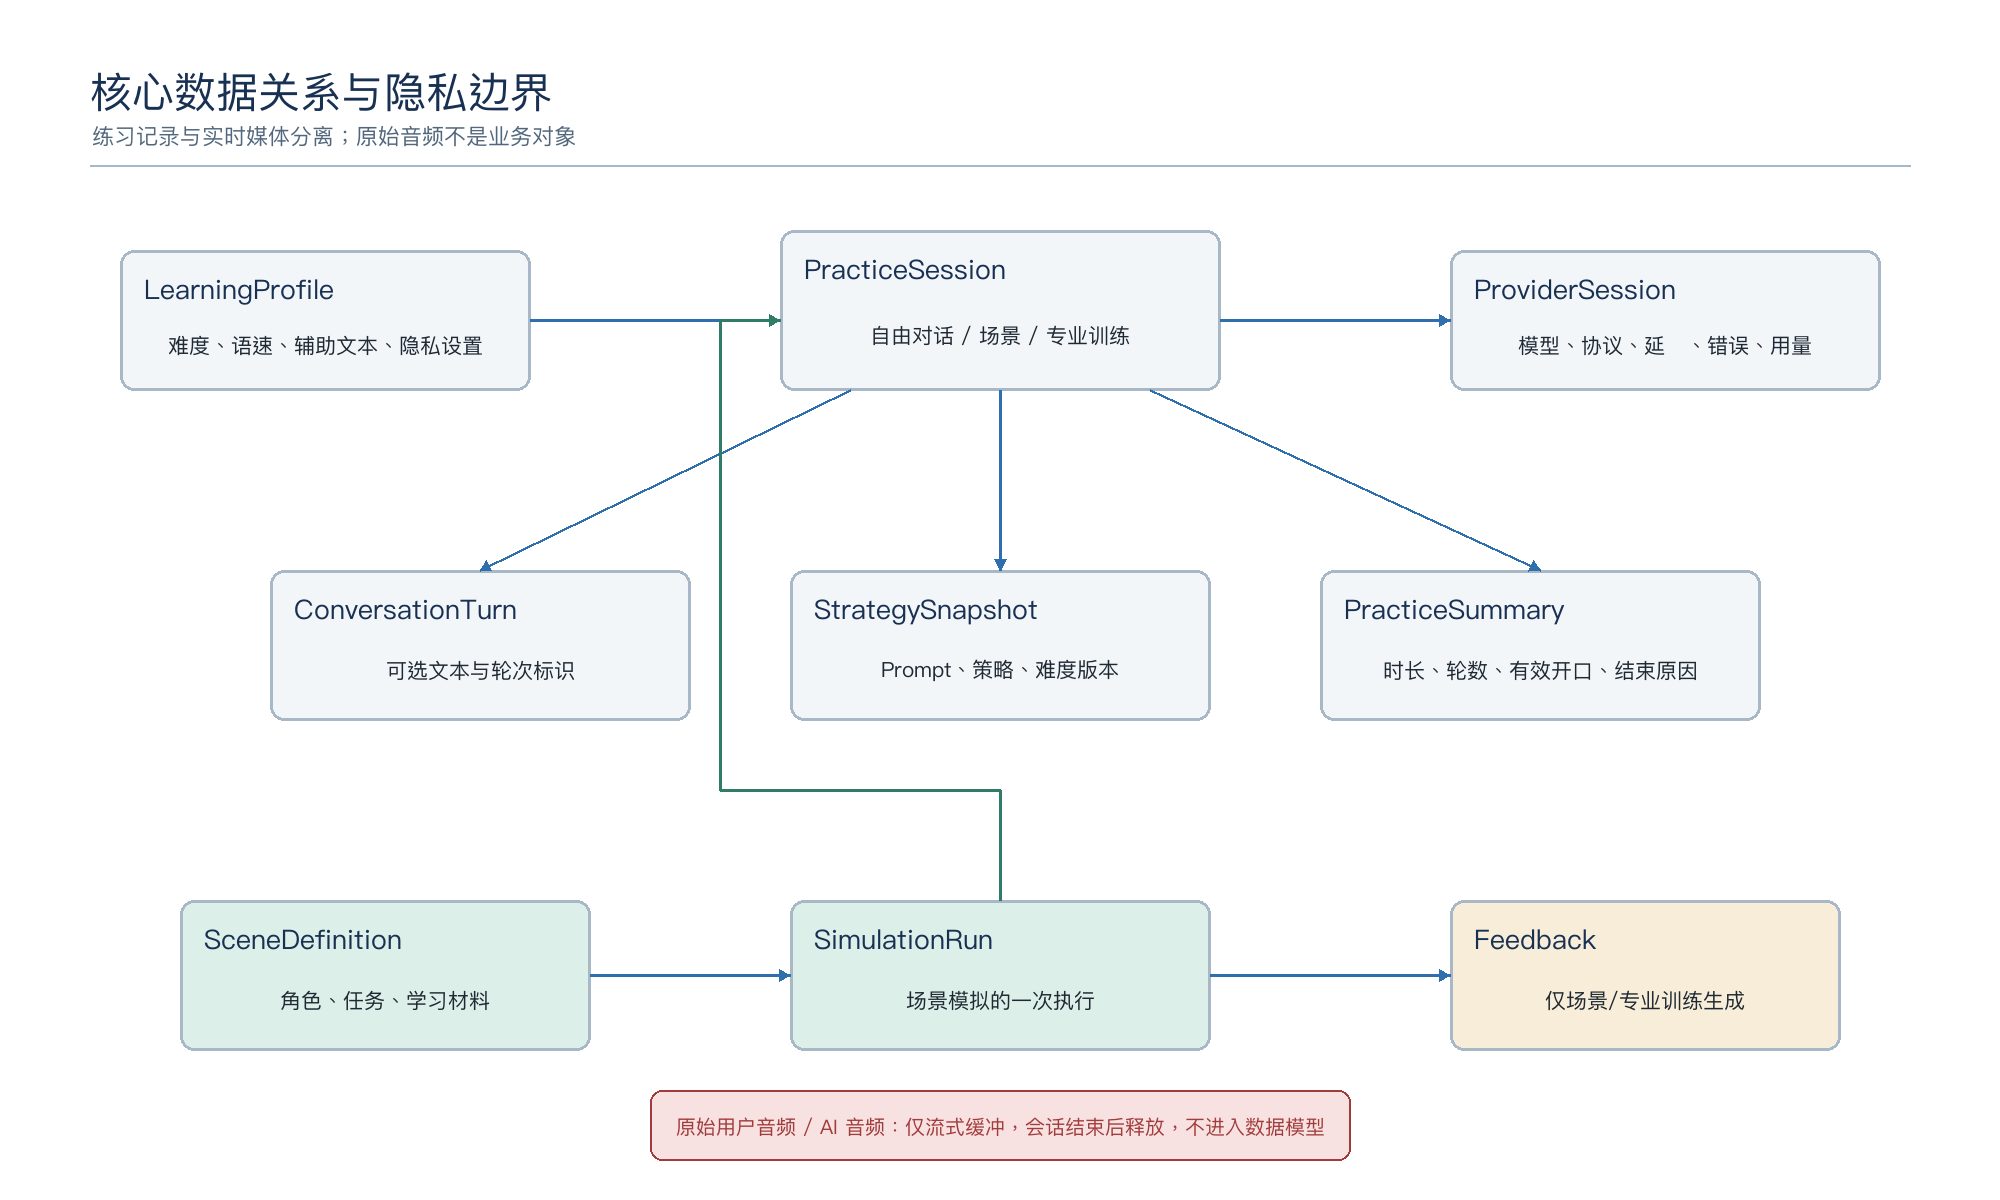 核心数据关系与隐私边界
练习记录与实时媒体分离；原始音频不是业务对象
LearningProfile
难度、语速、辅助文本、隐私设置
PracticeSession
自由对话 / 场景 / 专业训练
ProviderSession
模型、协议、延　、错误、用量
ConversationTurn
可选文本与轮次标识
StrategySnapshot
Prompt、策略、难度版本
PracticeSummary
时长、轮数、有效开口、结束原因
SceneDefinition
角色、任务、学习材料
SimulationRun
场景模拟的一次执行
Feedback
仅场景/专业训练生成
原始用户音频 / AI 音频：仅流式缓冲，会话结束后释放，不进入数据模型